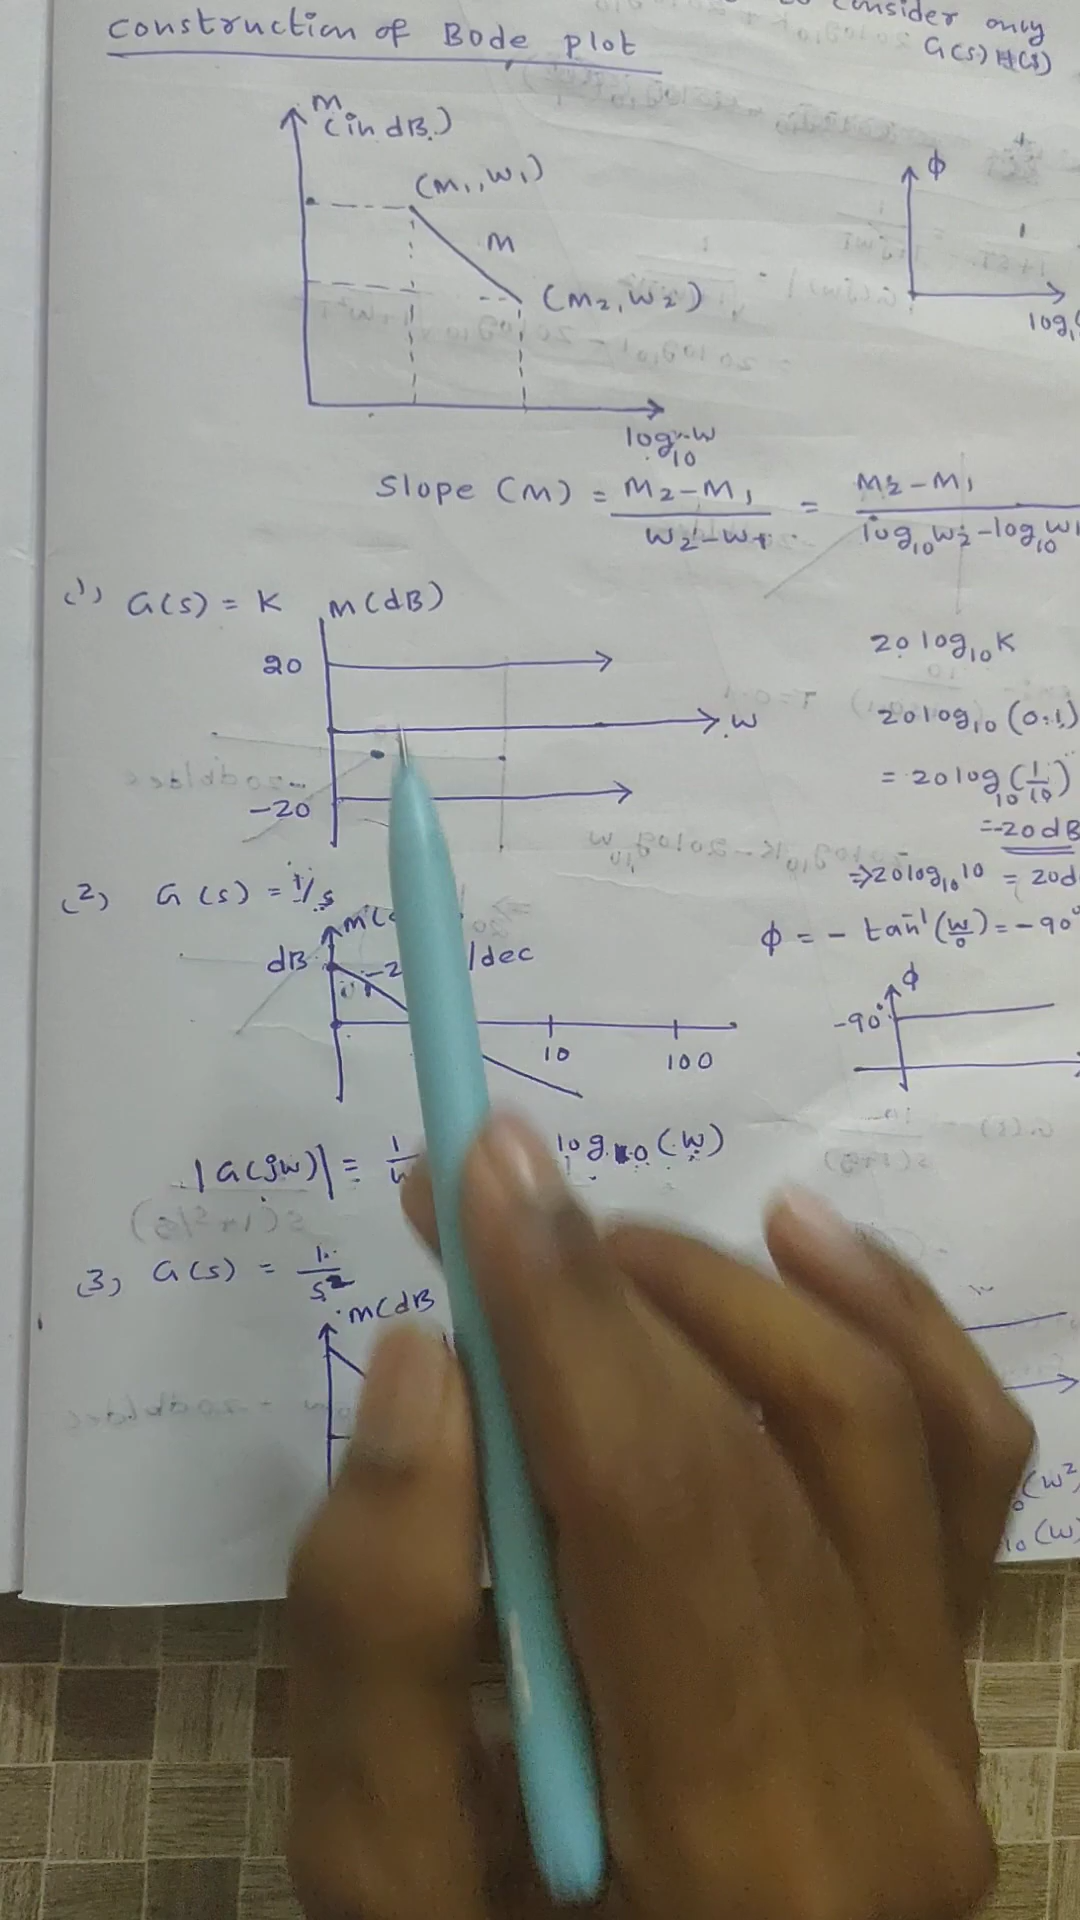 consider only
G(s) H(s)
Construction of Bode plot
M
(in dB.)
(M1, W1)
M
(M2, W2)
log10 W
ϕ
Slope (M) = M2-M1 / W2-W1 = M2-M1 / log10 W2 - log10 W1
(1) G(s) = K
M(dB)
20
W
-20
20 log10 K
20 log10 (0.1)
= 20 log10 (1/10)
= -20 dB
⇒ 20 log10 10 = 20d
(2) G(s) = 1/s
dB
/dec
10
100
ϕ = - tan⁻¹ (w/0) = -90°
ϕ
-90°
|G(jw)| =
log10 (w)
(3) G(s) = 1/s²
M(dB
(w²
10 (w)